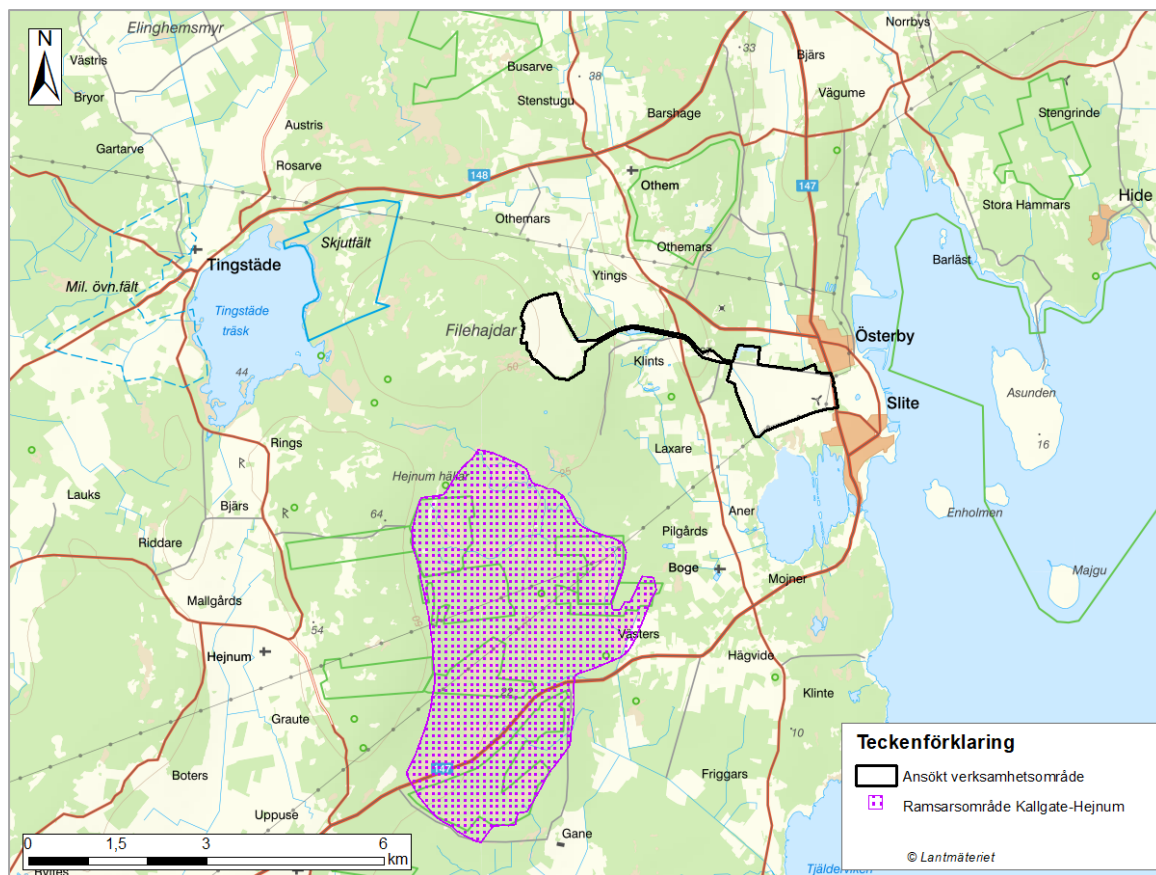 Norrbys
Elinghemsmyr
N
33
Bjärs
Västris
Busarve
38
Vägume
Bryor
Stenstugu
Barshage
Stengrinde
Austris
Gartarve
Rosarve
148
Othem
147
Hide
Stora Hammars
Othemars
Skjutfält
Othemars
Barläst
Tingstäde
Ytings
Mil. övn.fält
Tingstäde
träsk
Filehajdar
Österby
50
Klints
44
Asunden
Slite
16
Rings
R
Laxare
Hejnum hällar
25
Lauks
Bjärs
R
64
Aner
Enholmen
Pilgårds
Riddare
Boge
Majgu
Mojner
Mallgårds
54
Västers
Hejnum
Hägvide
Klinte
Graute
10
Teckenförklaring
147
Boters
Friggars
Ansökt verksamhetsområde
Ramsarsområde Kallgate-Hejnum
Uppuse
Gane
0 1,5 3 6
km
© Lantmäteriet
Tjälderviken